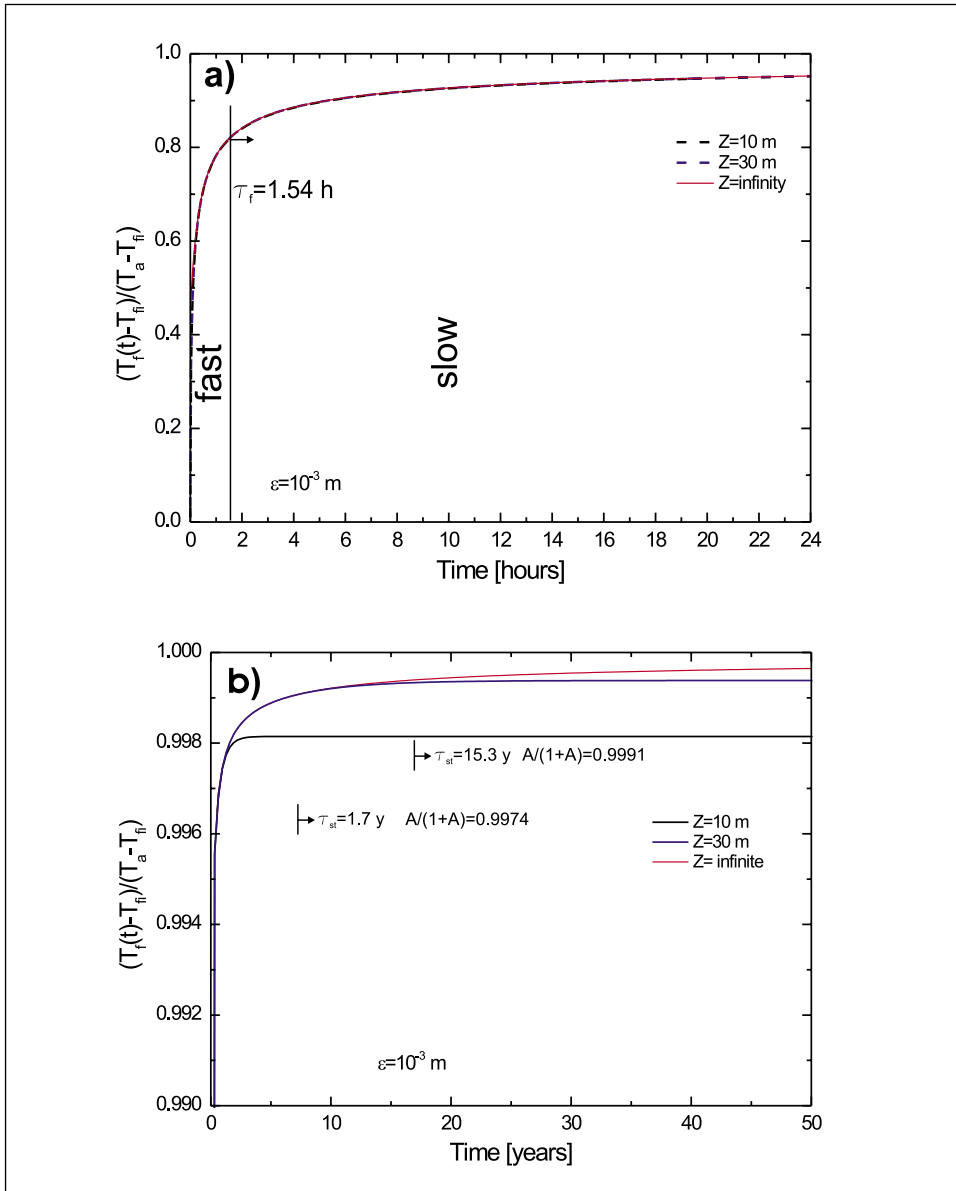 a)
1.0
0.8
0.6
0.4
0.2
0.0
(T_f(t)-T_fi)/(T_a-T_fi)
Z=10 m
Z=30 m
Z=infinity
τ_f=1.54 h
fast
slow
ε=10^-3 m
0 2 4 6 8 10 12 14 16 18 20 22 24
Time [hours]
b)
1.000
0.998
0.996
0.994
0.992
0.990
(T_f(t)-T_fi)/(T_a-T_fi)
τ_st=15.3 y A/(1+A)=0.9991
τ_st=1.7 y A/(1+A)=0.9974
Z=10 m
Z=30 m
Z= infinite
ε=10^-3 m
0 10 20 30 40 50
Time [years]